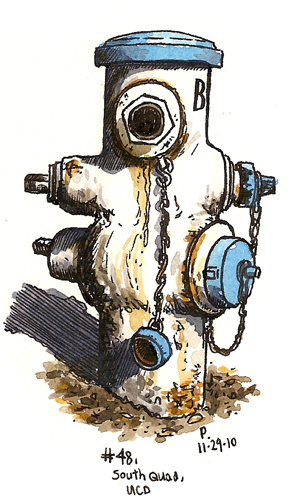 B
P.
11-29-10
#48,
South Quad,
UCD